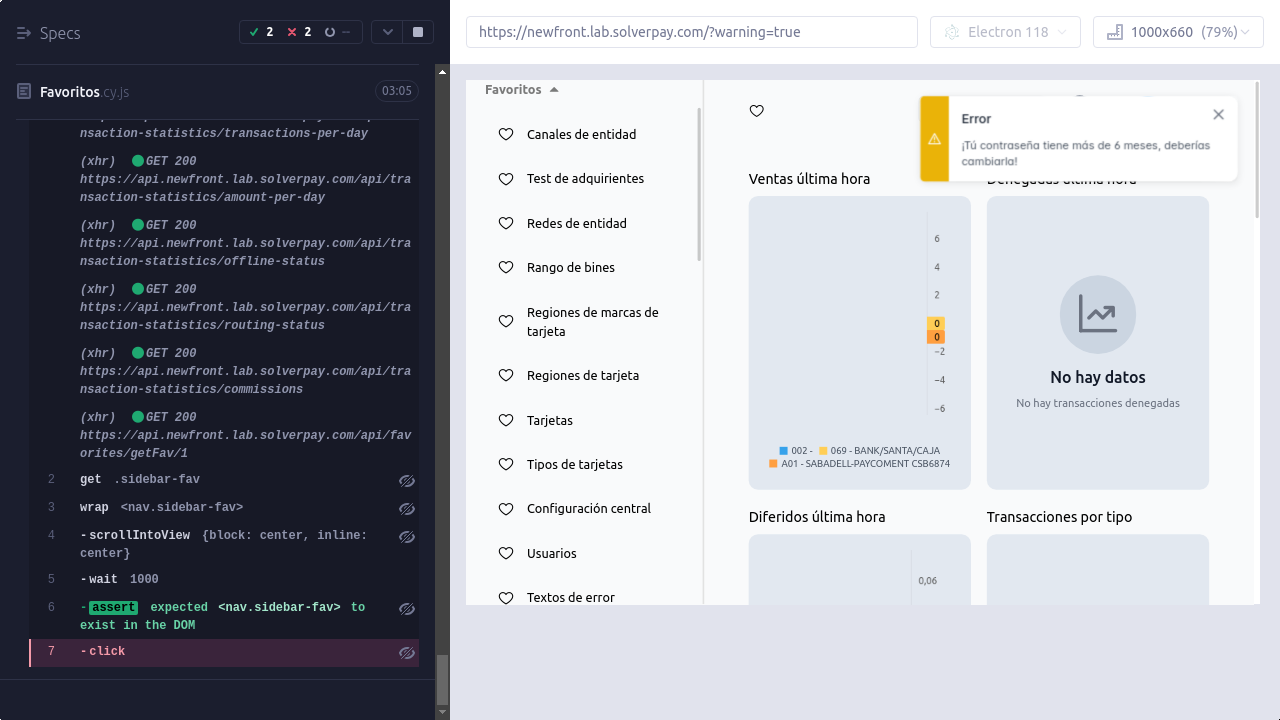 Specs
2
2
--
Favoritos.cy.js
03:05
nsaction-statistics/transactions-per-day
(xhr) GET 200
https://api.newfront.lab.solverpay.com/api/tra
nsaction-statistics/amount-per-day
(xhr) GET 200
https://api.newfront.lab.solverpay.com/api/tra
nsaction-statistics/offline-status
(xhr) GET 200
https://api.newfront.lab.solverpay.com/api/tra
nsaction-statistics/routing-status
(xhr) GET 200
https://api.newfront.lab.solverpay.com/api/tra
nsaction-statistics/commissions
(xhr) GET 200
https://api.newfront.lab.solverpay.com/api/fav
orites/getFav/1
2 get .sidebar-fav
3 wrap <nav.sidebar-fav>
4 -scrollIntoView {block: center, inline:
center}
5 -wait 1000
6 -assert expected <nav.sidebar-fav> to
exist in the DOM
7 -click
https://newfront.lab.solverpay.com/?warning=true
Electron 118
1000x660 (79%)
Favoritos
Canales de entidad
Test de adquirientes
Redes de entidad
Rango de bines
Regiones de marcas de
tarjeta
Regiones de tarjeta
Tarjetas
Tipos de tarjetas
Configuración central
Usuarios
Textos de error
Error
¡Tú contraseña tiene más de 6 meses, deberías
cambiarla!
Ventas última hora
6
4
2
0
0
−2
−4
−6
002 - 069 - BANK/SANTA/CAJA
A01 - SABADELL-PAYCOMENT CSB6874
Denegadas última hora
No hay datos
No hay transacciones denegadas
Diferidos última hora
0,06
Transacciones por tipo